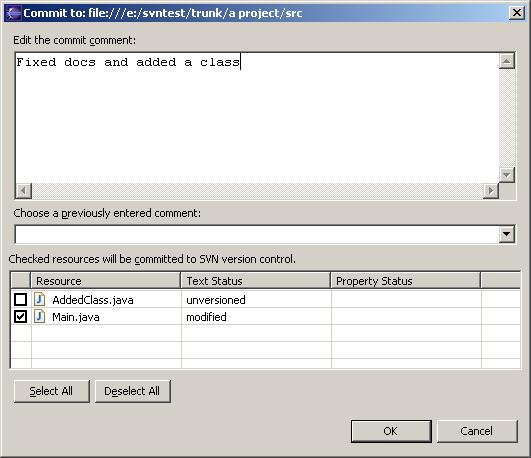 Commit to: file:///e:/svntest/trunk/a project/src
Edit the commit comment:
Fixed docs and added a class
Choose a previously entered comment:
Checked resources will be committed to SVN version control.
Resource Text Status Property Status
AddedClass.java unversioned
Main.java modified
Select All Deselect All
OK Cancel